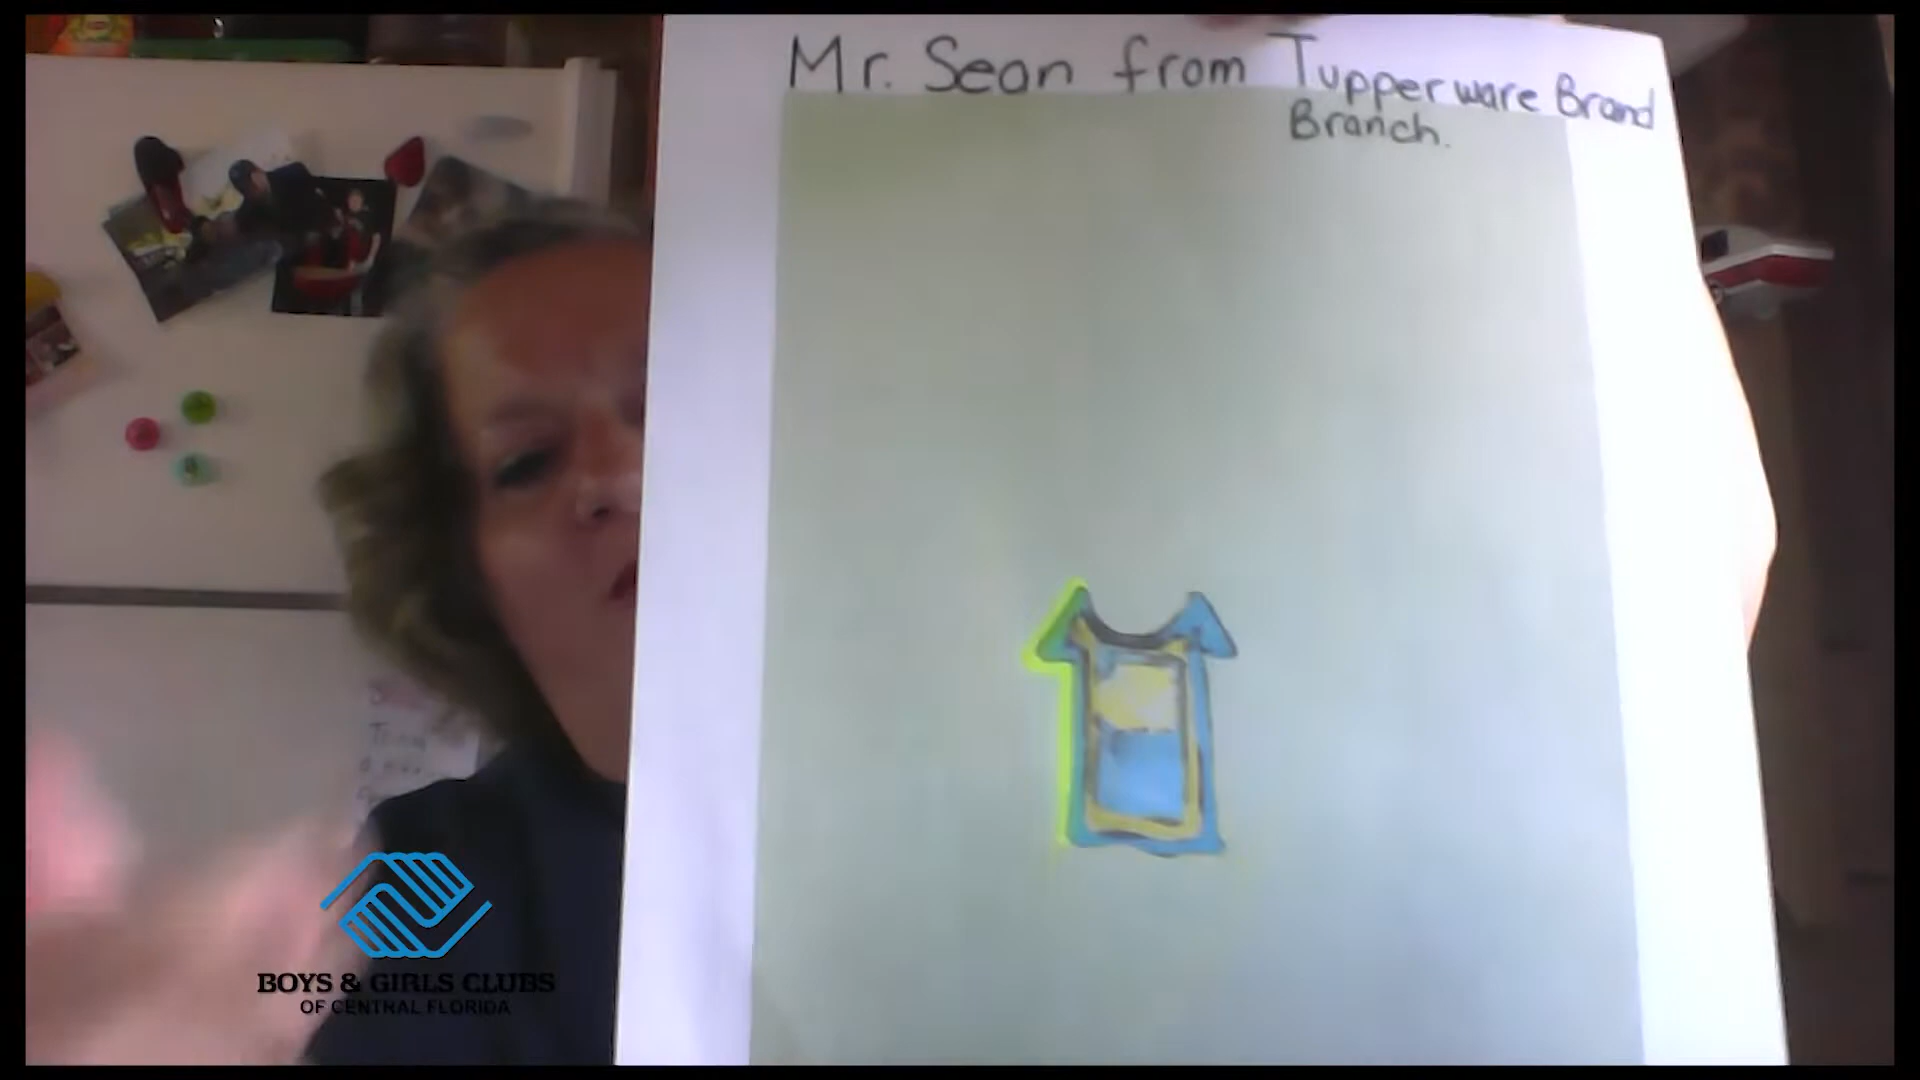 Mr. Sean from Tupperware Brand
Branch.
BOYS & GIRLS CLUBS
OF CENTRAL FLORIDA